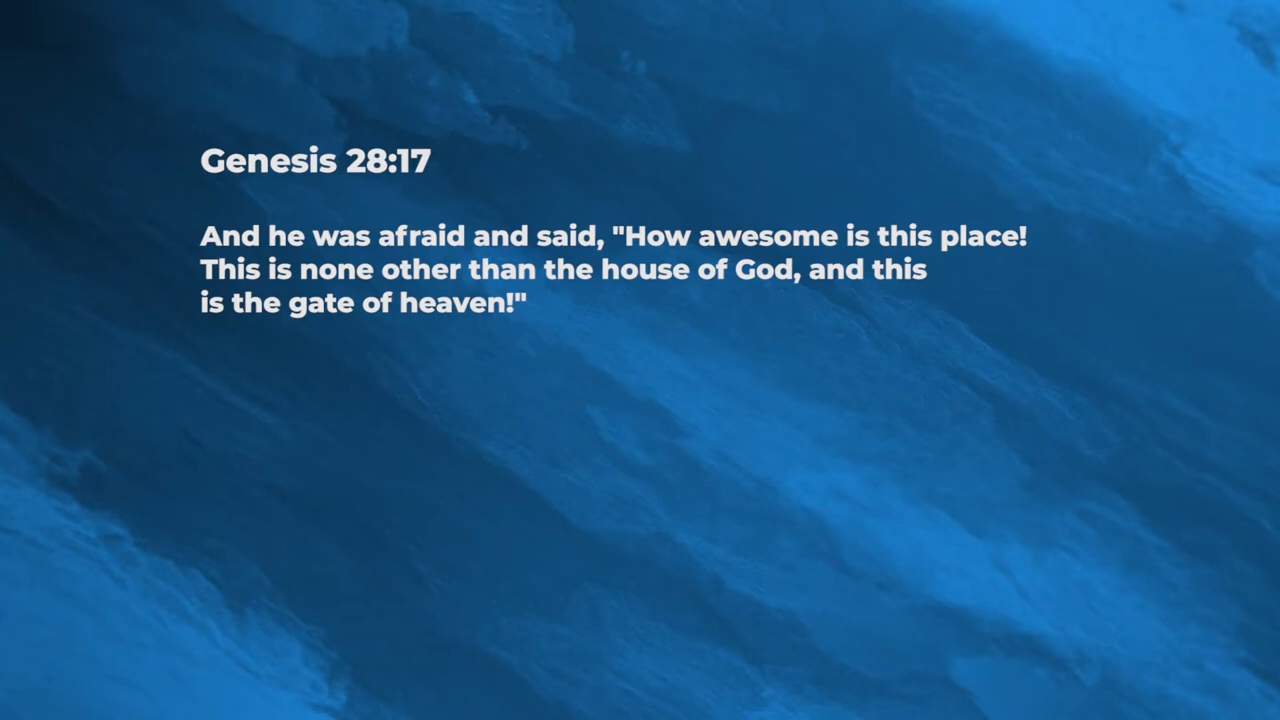 Genesis 28:17
And he was afraid and said, "How awesome is this place!
This is none other than the house of God, and this
is the gate of heaven!"